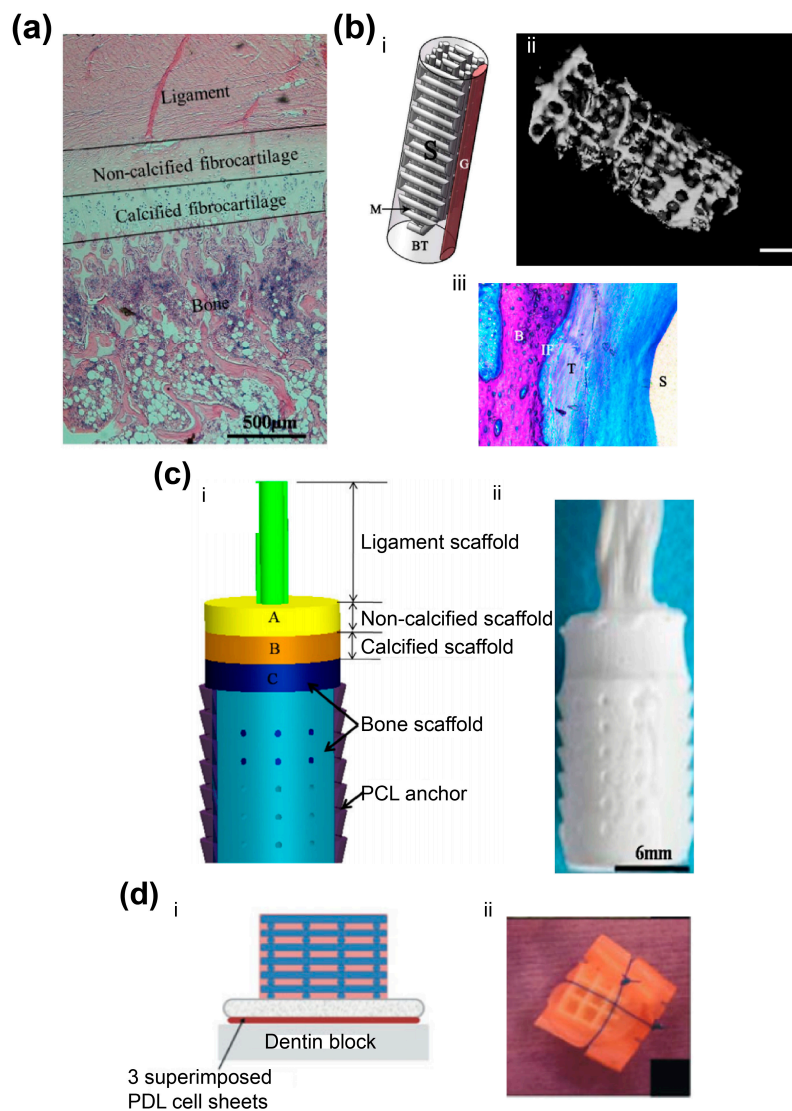 (a)
Ligament
Non-calcified fibrocartilage
Calcified fibrocartilage
Bone
500μm
(b)
i
S
G
M
BT
ii
iii
B
IF
T
S
(c)
i
A
B
C
Ligament scaffold
Non-calcified scaffold
Calcified scaffold
Bone scaffold
PCL anchor
ii
6mm
(d)
i
Dentin block
3 superimposed
PDL cell sheets
ii